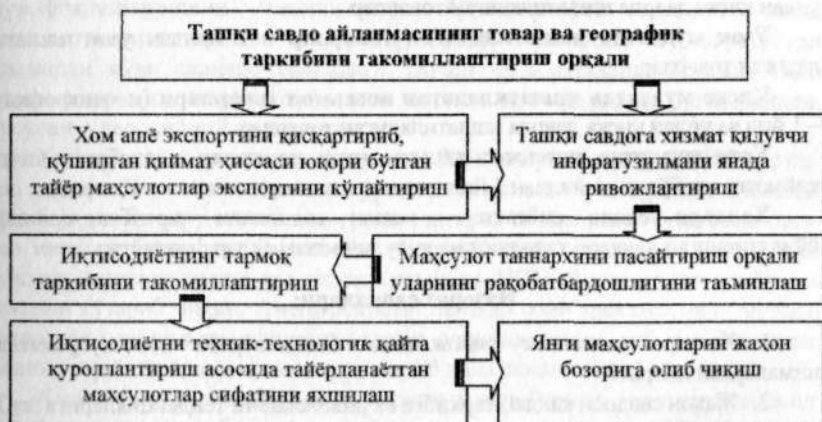 Ташқи савдо айланмасининг товар ва географик
таркибини такомиллаштириш орқали
Хом ашё экспортини қисқартириб,
қўшилган қиймат ҳиссаси юқори бўлган
тайёр маҳсулотлар экспортини кўпайтириш
Ташқи савдога хизмат кўрсатувчи
инфратузилмани янада
ривожлантириш
Иқтисодиётнинг тармоқ
таркибини такомиллаштириш
Маҳсулот таннархини пасайтириш орқали
уларнинг рақобатбардошлигини таъминлаш
Иқтисодиётни техник-технологик қайта
қуроллантириш асосида тайёрланаётган
маҳсулотлар сифатини яхшилаш
Янги маҳсулотларни жаҳон
бозорига олиб чиқиш